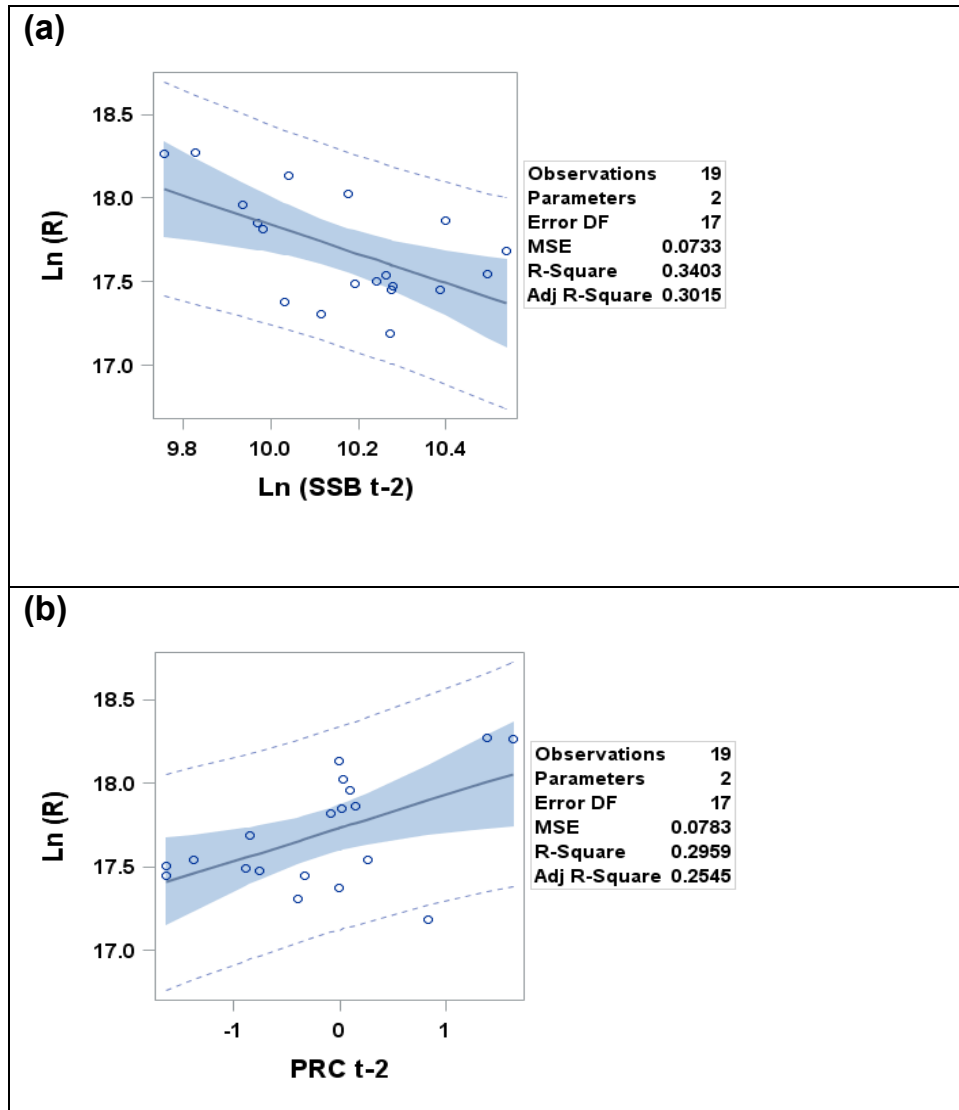 (a)
18.5
18.0
17.5
17.0
Ln (R)
9.8 10.0 10.2 10.4
Ln (SSB t-2)
Observations 19
Parameters 2
Error DF 17
MSE 0.0733
R-Square 0.3403
Adj R-Square 0.3015
(b)
18.5
18.0
17.5
17.0
Ln (R)
-1 0 1
PRC t-2
Observations 19
Parameters 2
Error DF 17
MSE 0.0783
R-Square 0.2959
Adj R-Square 0.2545